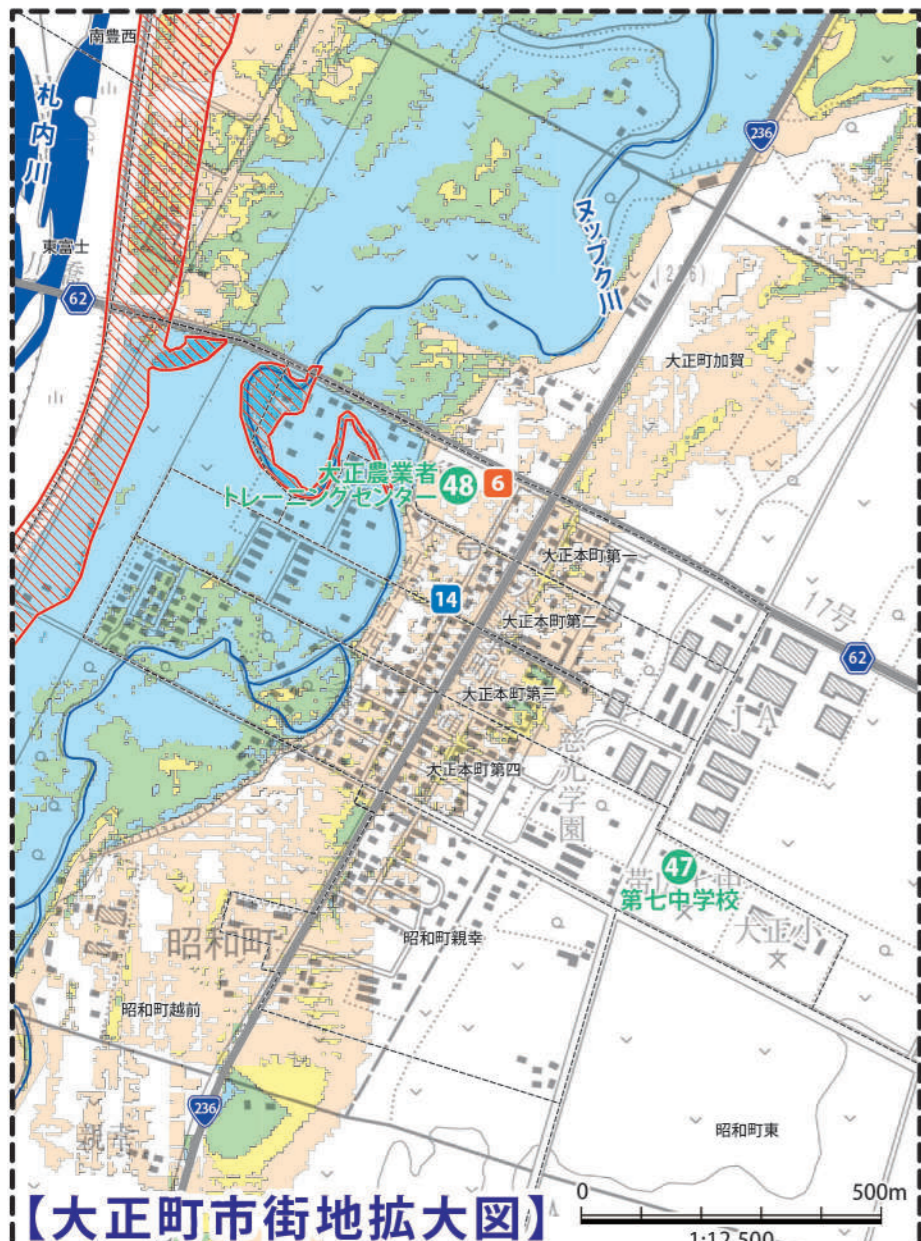 南豊西
札内川
236
ヌップク川
東富士
62
(236)
大正町加賀
大正農業者
トレーニングセンター
48
6
大正本町第一
14
大正本町第二
17号
62
大正本町第三
JA
大正本町第四
慈光学園
47
第七中学校
大正小
昭和町
昭和町親幸
昭和町越前
236
昭和町東
親幸
【大正町市街地拡大図】
0
500m
1:12,500